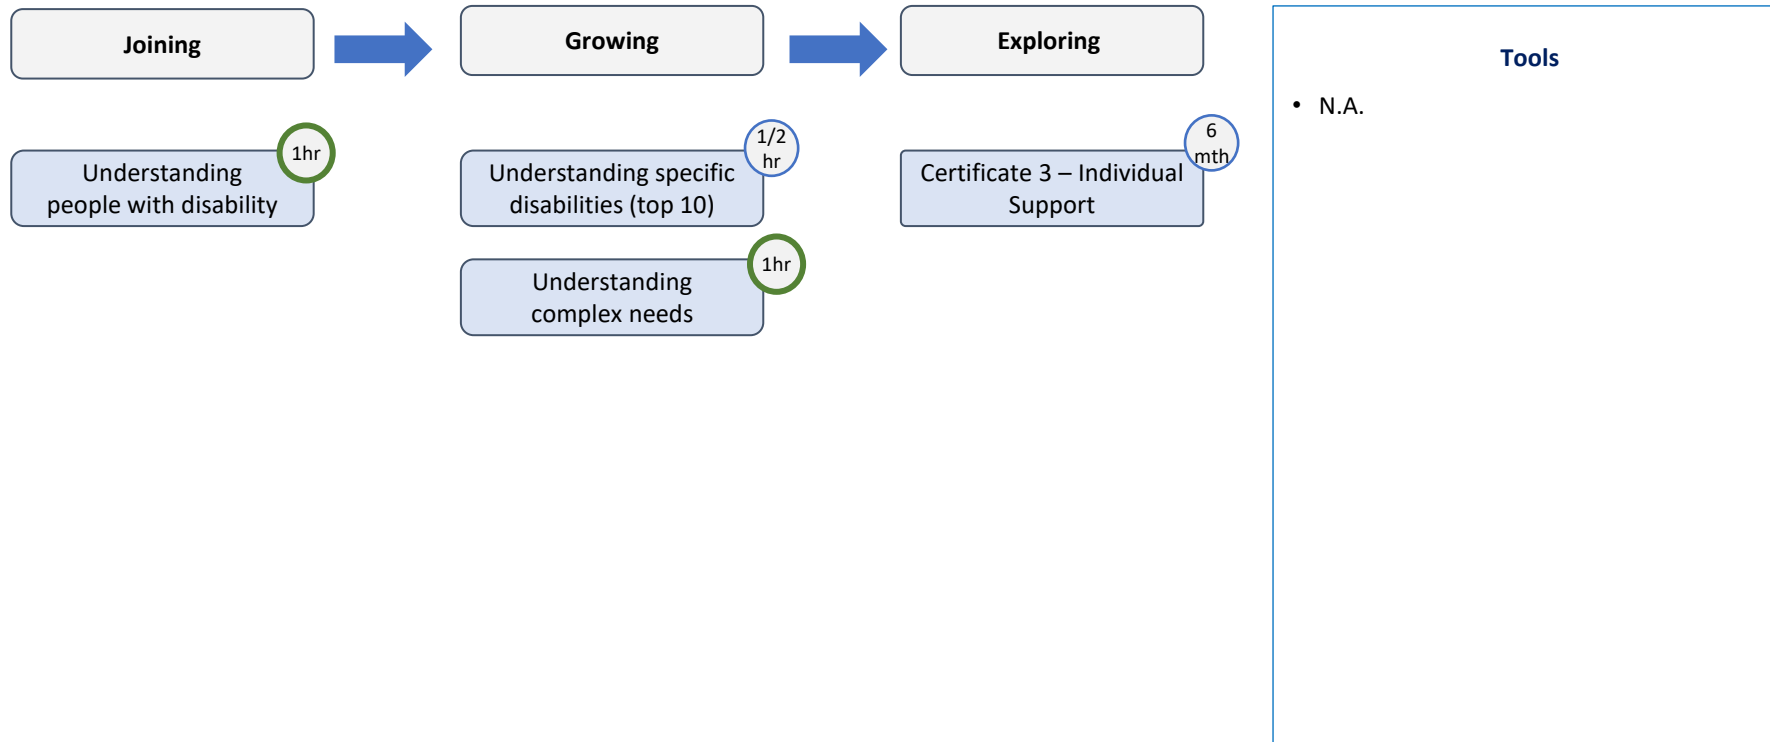 Joining
Growing
Exploring
Understanding
people with disability
1hr
Understanding specific
disabilities (top 10)
1/2
hr
Understanding
complex needs
1hr
Certificate 3 – Individual
Support
6
mth
Tools
• N.A.